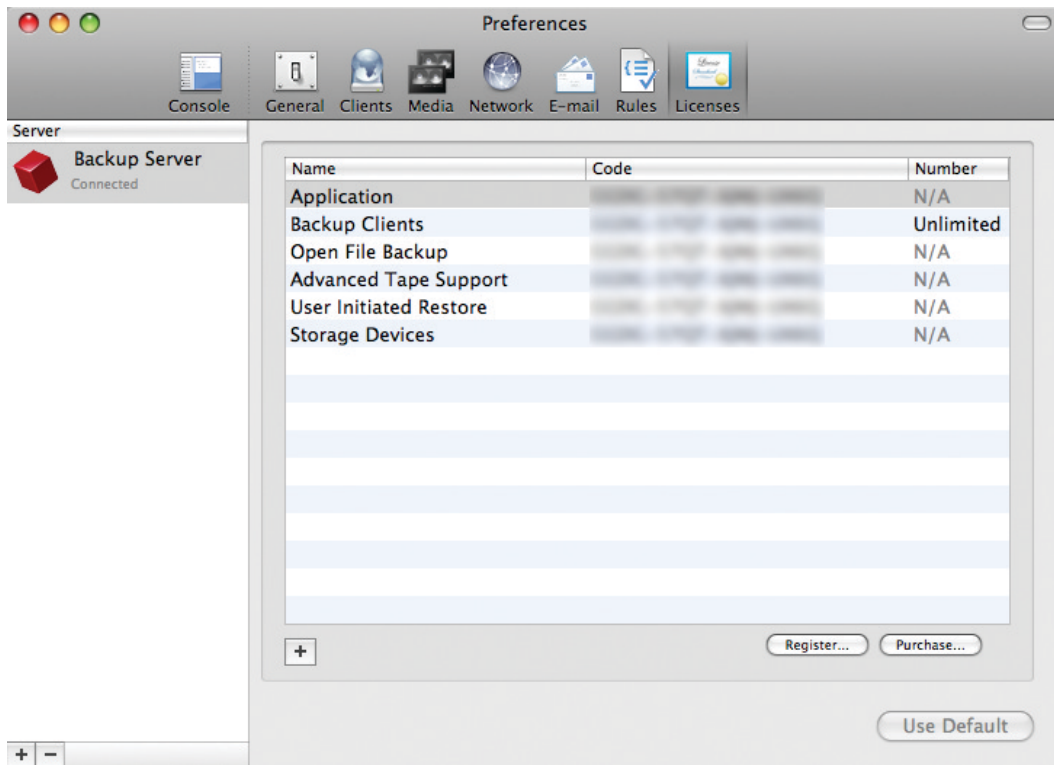 Preferences
Console General Clients Media Network E-mail Rules Licenses
Server
Backup Server
Connected
Name Code Number
Application N/A
Backup Clients Unlimited
Open File Backup N/A
Advanced Tape Support N/A
User Initiated Restore N/A
Storage Devices N/A
+ Register... Purchase...
Use Default
+ −